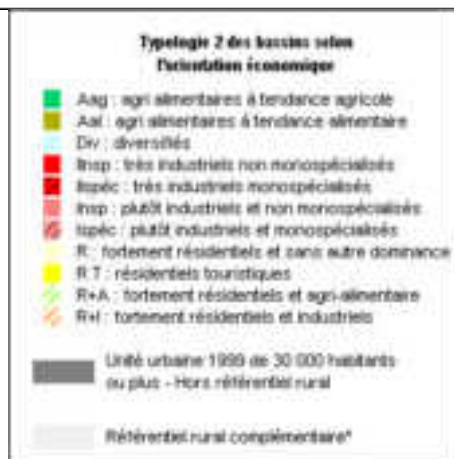 Typologie 2 des bassins selon
l'orientation économique
Aag : agri alimentaires à tendance agricole
Aal : agri alimentaires à tendance alimentaire
Div : diversifiés
IInsp : très industriels non monospécialisés
IIspéc : très industriels monospécialisés
Insp : plutôt industriels et non monospécialisés
Ispéc : plutôt industriels et monospécialisés
R : fortement résidentiels et sans autre dominance
R T : résidentiels touristiques
R+A : fortement résidentiels et agri-alimentaire
R+I : fortement résidentiels et industriels
Unité urbaine 1999 de 30 000 habitants
ou plus - Hors référentiel rural
Référentiel rural complémentaire*